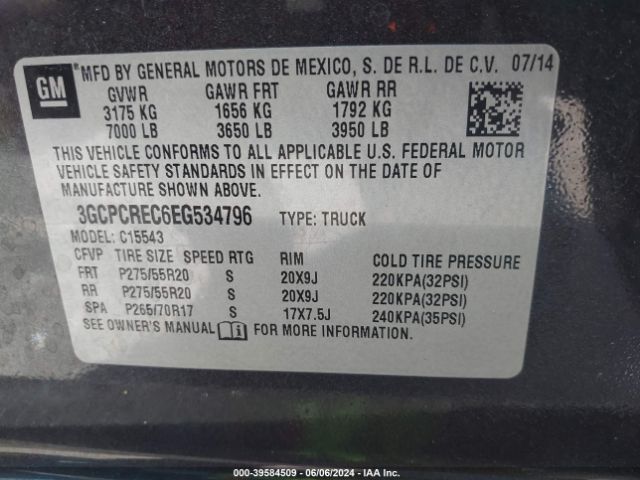 GM
MFD BY GENERAL MOTORS DE MEXICO, S. DE R.L. DE C.V. 07/14
GVWR GAWR FRT GAWR RR
3175 KG 1656 KG 1792 KG
7000 LB 3650 LB 3950 LB
THIS VEHICLE CONFORMS TO ALL APPLICABLE U.S. FEDERAL MOTOR
VEHICLE SAFETY STANDARDS IN EFFECT ON THE DATE OF
MANUFACTURE SHOWN ABOVE.
3GCPCREC6EG534796 TYPE: TRUCK
MODEL: C15543
CFVP TIRE SIZE SPEED RTG RIM COLD TIRE PRESSURE
FRT P275/55R20 S 20X9J 220KPA(32PSI)
RR P275/55R20 S 20X9J 220KPA(32PSI)
SPA P265/70R17 S 17X7.5J 240KPA(35PSI)
SEE OWNER'S MANUAL FOR MORE INFORMATION.
000-39584509 - 06/06/2024 - IAA Inc.